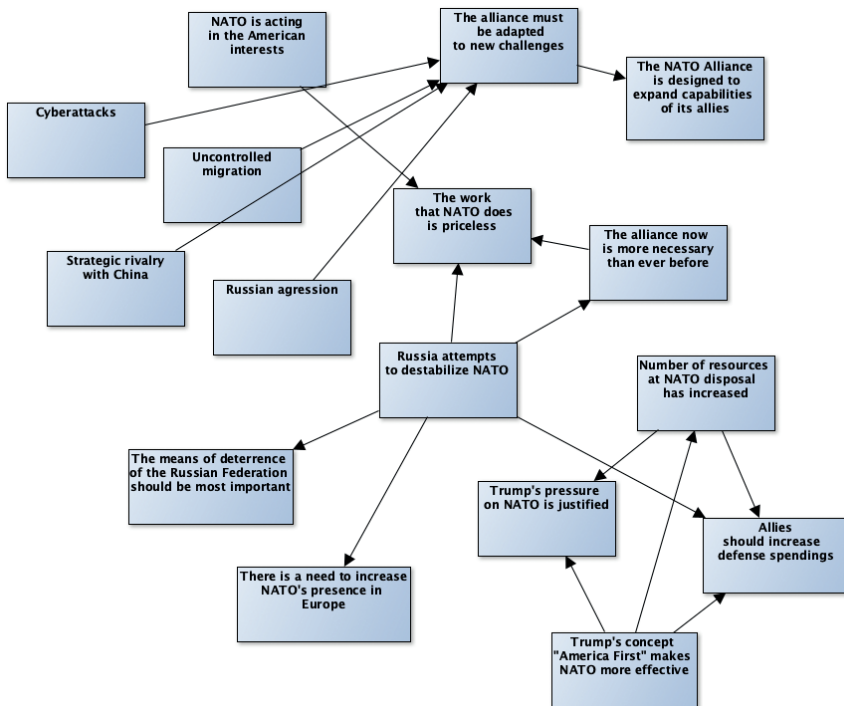 NATO is acting
in the American
interests
The alliance must
be adapted
to new challenges
The NATO Alliance
is designed to
expand capabilities
of its allies
Cyberattacks
Uncontrolled
migration
The work
that NATO does
is priceless
The alliance now
is more necessary
than ever before
Strategic rivalry
with China
Russian agression
Russia attempts
to destabilize NATO
Number of resources
at NATO disposal
has increased
The means of deterrence
of the Russian Federation
should be most important
Trump's pressure
on NATO is justified
Allies
should increase
defense spendings
There is a need to increase
NATO's presence in
Europe
Trump's concept
"America First" makes
NATO more effective